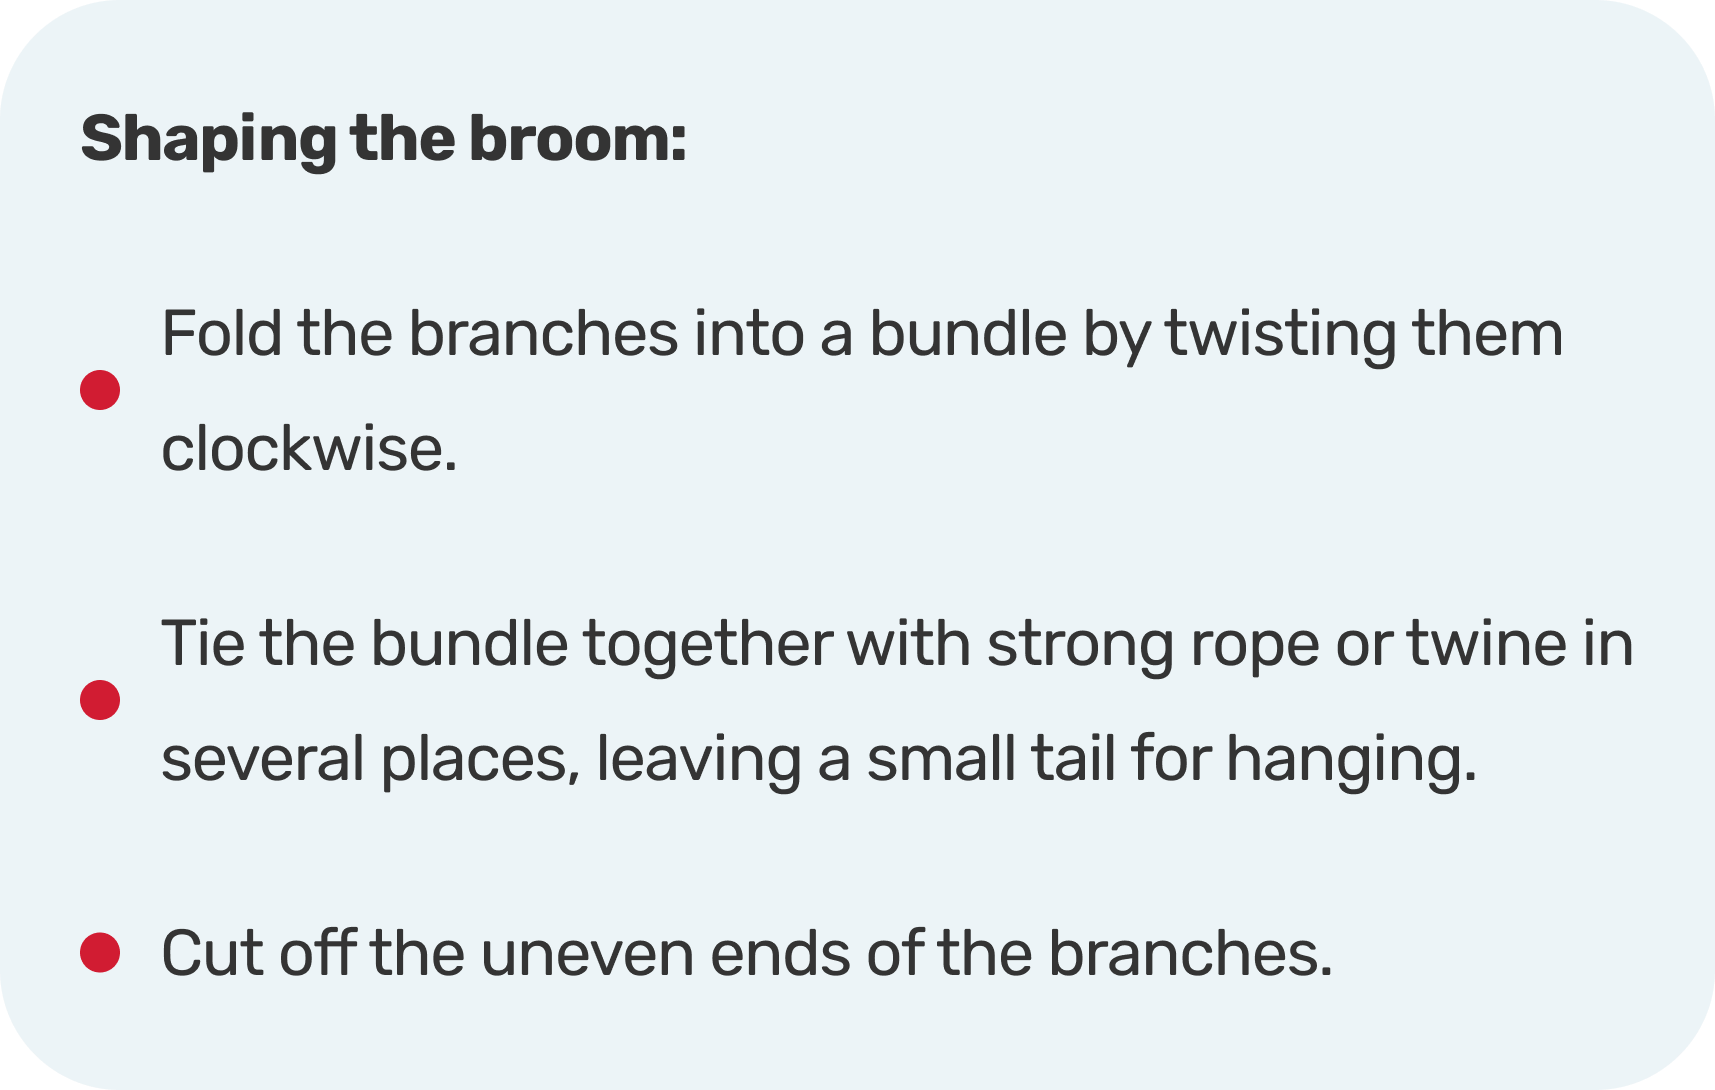 Shaping the broom:
Fold the branches into a bundle by twisting them
clockwise.
Tie the bundle together with strong rope or twine in
several places, leaving a small tail for hanging.
Cut off the uneven ends of the branches.